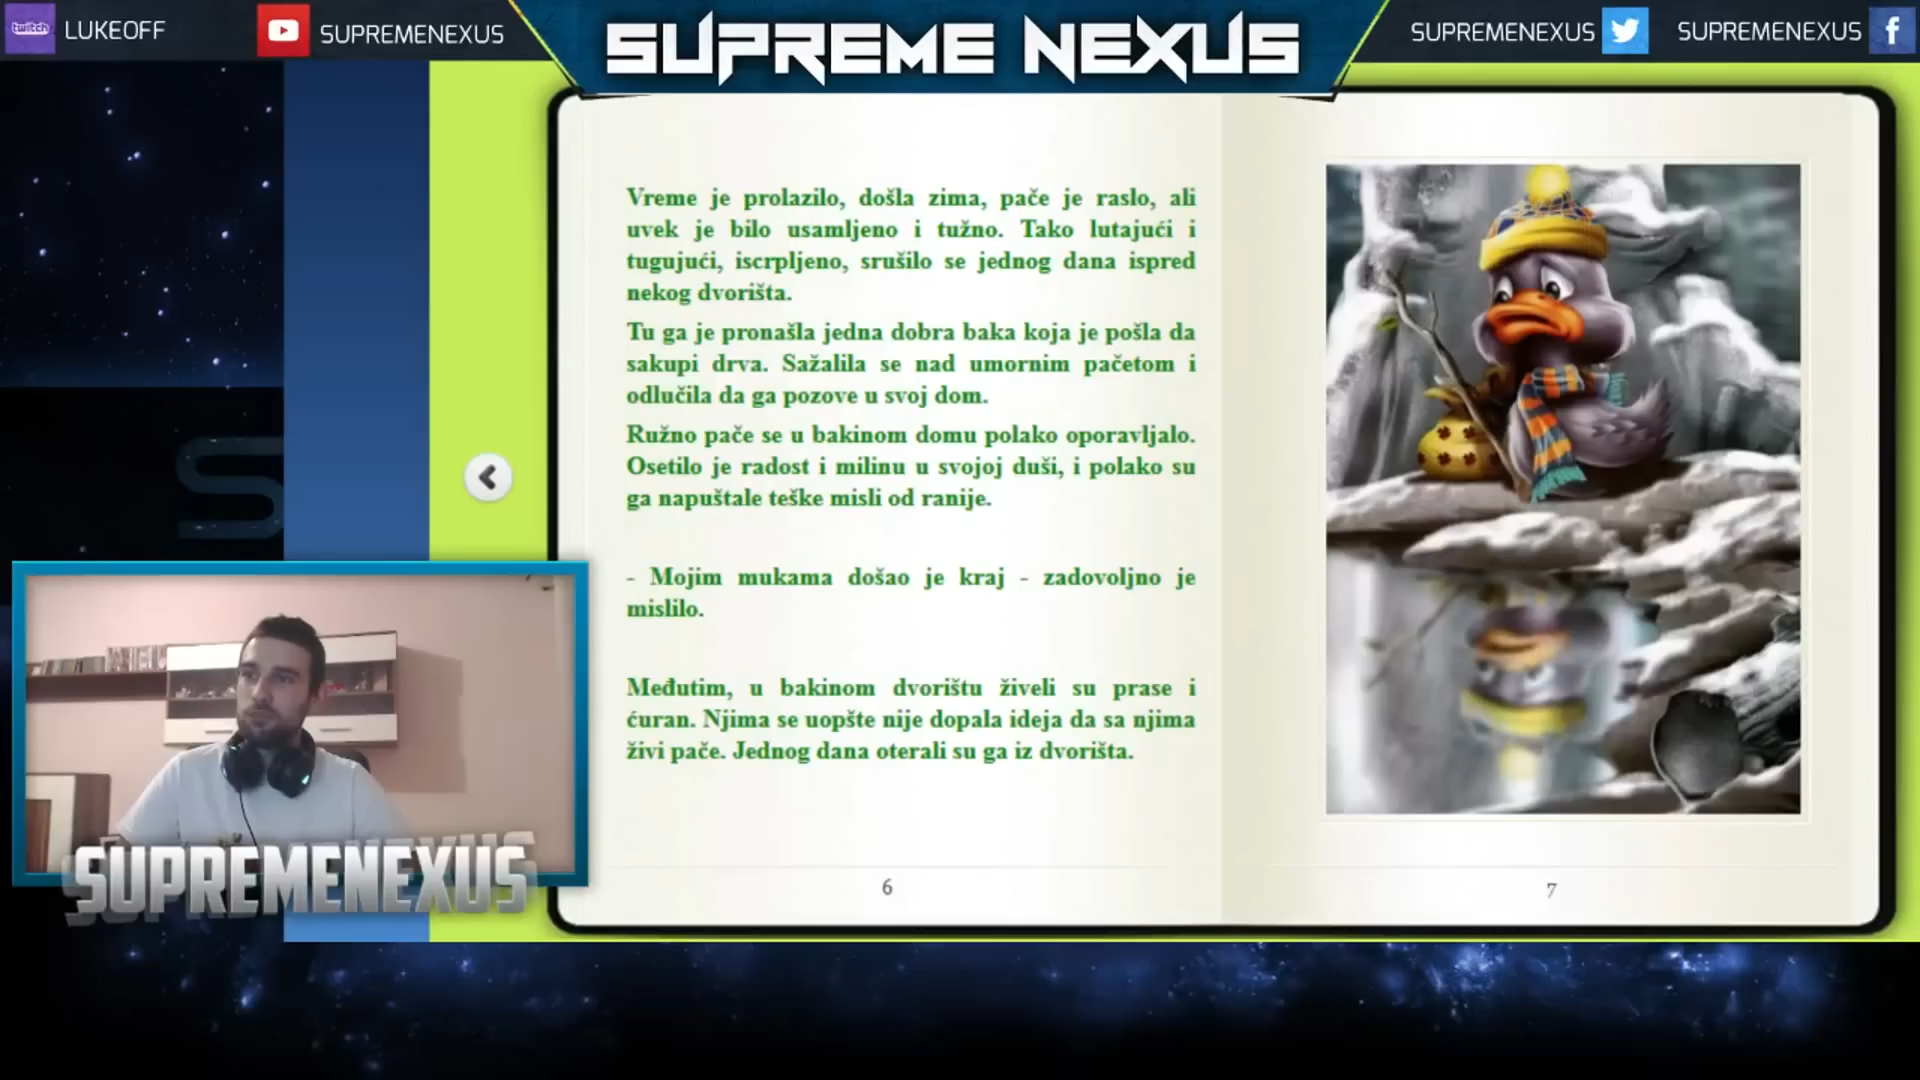 twitch
LUKEOFF
SUPREMENEXUS
SUPREME NEXUS
SUPREMENEXUS
SUPREMENEXUS
Vreme je prolazilo, došla zima, pače je raslo, ali
uvek je bilo usamljeno i tužno. Tako lutajući i
tugujući, iscrpljeno, srušilo se jednog dana ispred
nekog dvorišta.
Tu ga je pronašla jedna dobra baka koja je pošla da
sakupi drva. Sažalila se nad umornim pačetom i
odlučila da ga pozove u svoj dom.
Ružno pače se u bakinom domu polako oporavljalo.
Osetilo je radost i milinu u svojoj duši, i polako su
ga napuštale teške misli od ranije.
- Mojim mukama došao je kraj - zadovoljno je
mislilo.
Međutim, u bakinom dvorištu živeli su prase i
ćuran. Njima se uopšte nije dopala ideja da sa njima
živi pače. Jednog dana oterali su ga iz dvorišta.
6
7
S
SUPREMENEXUS